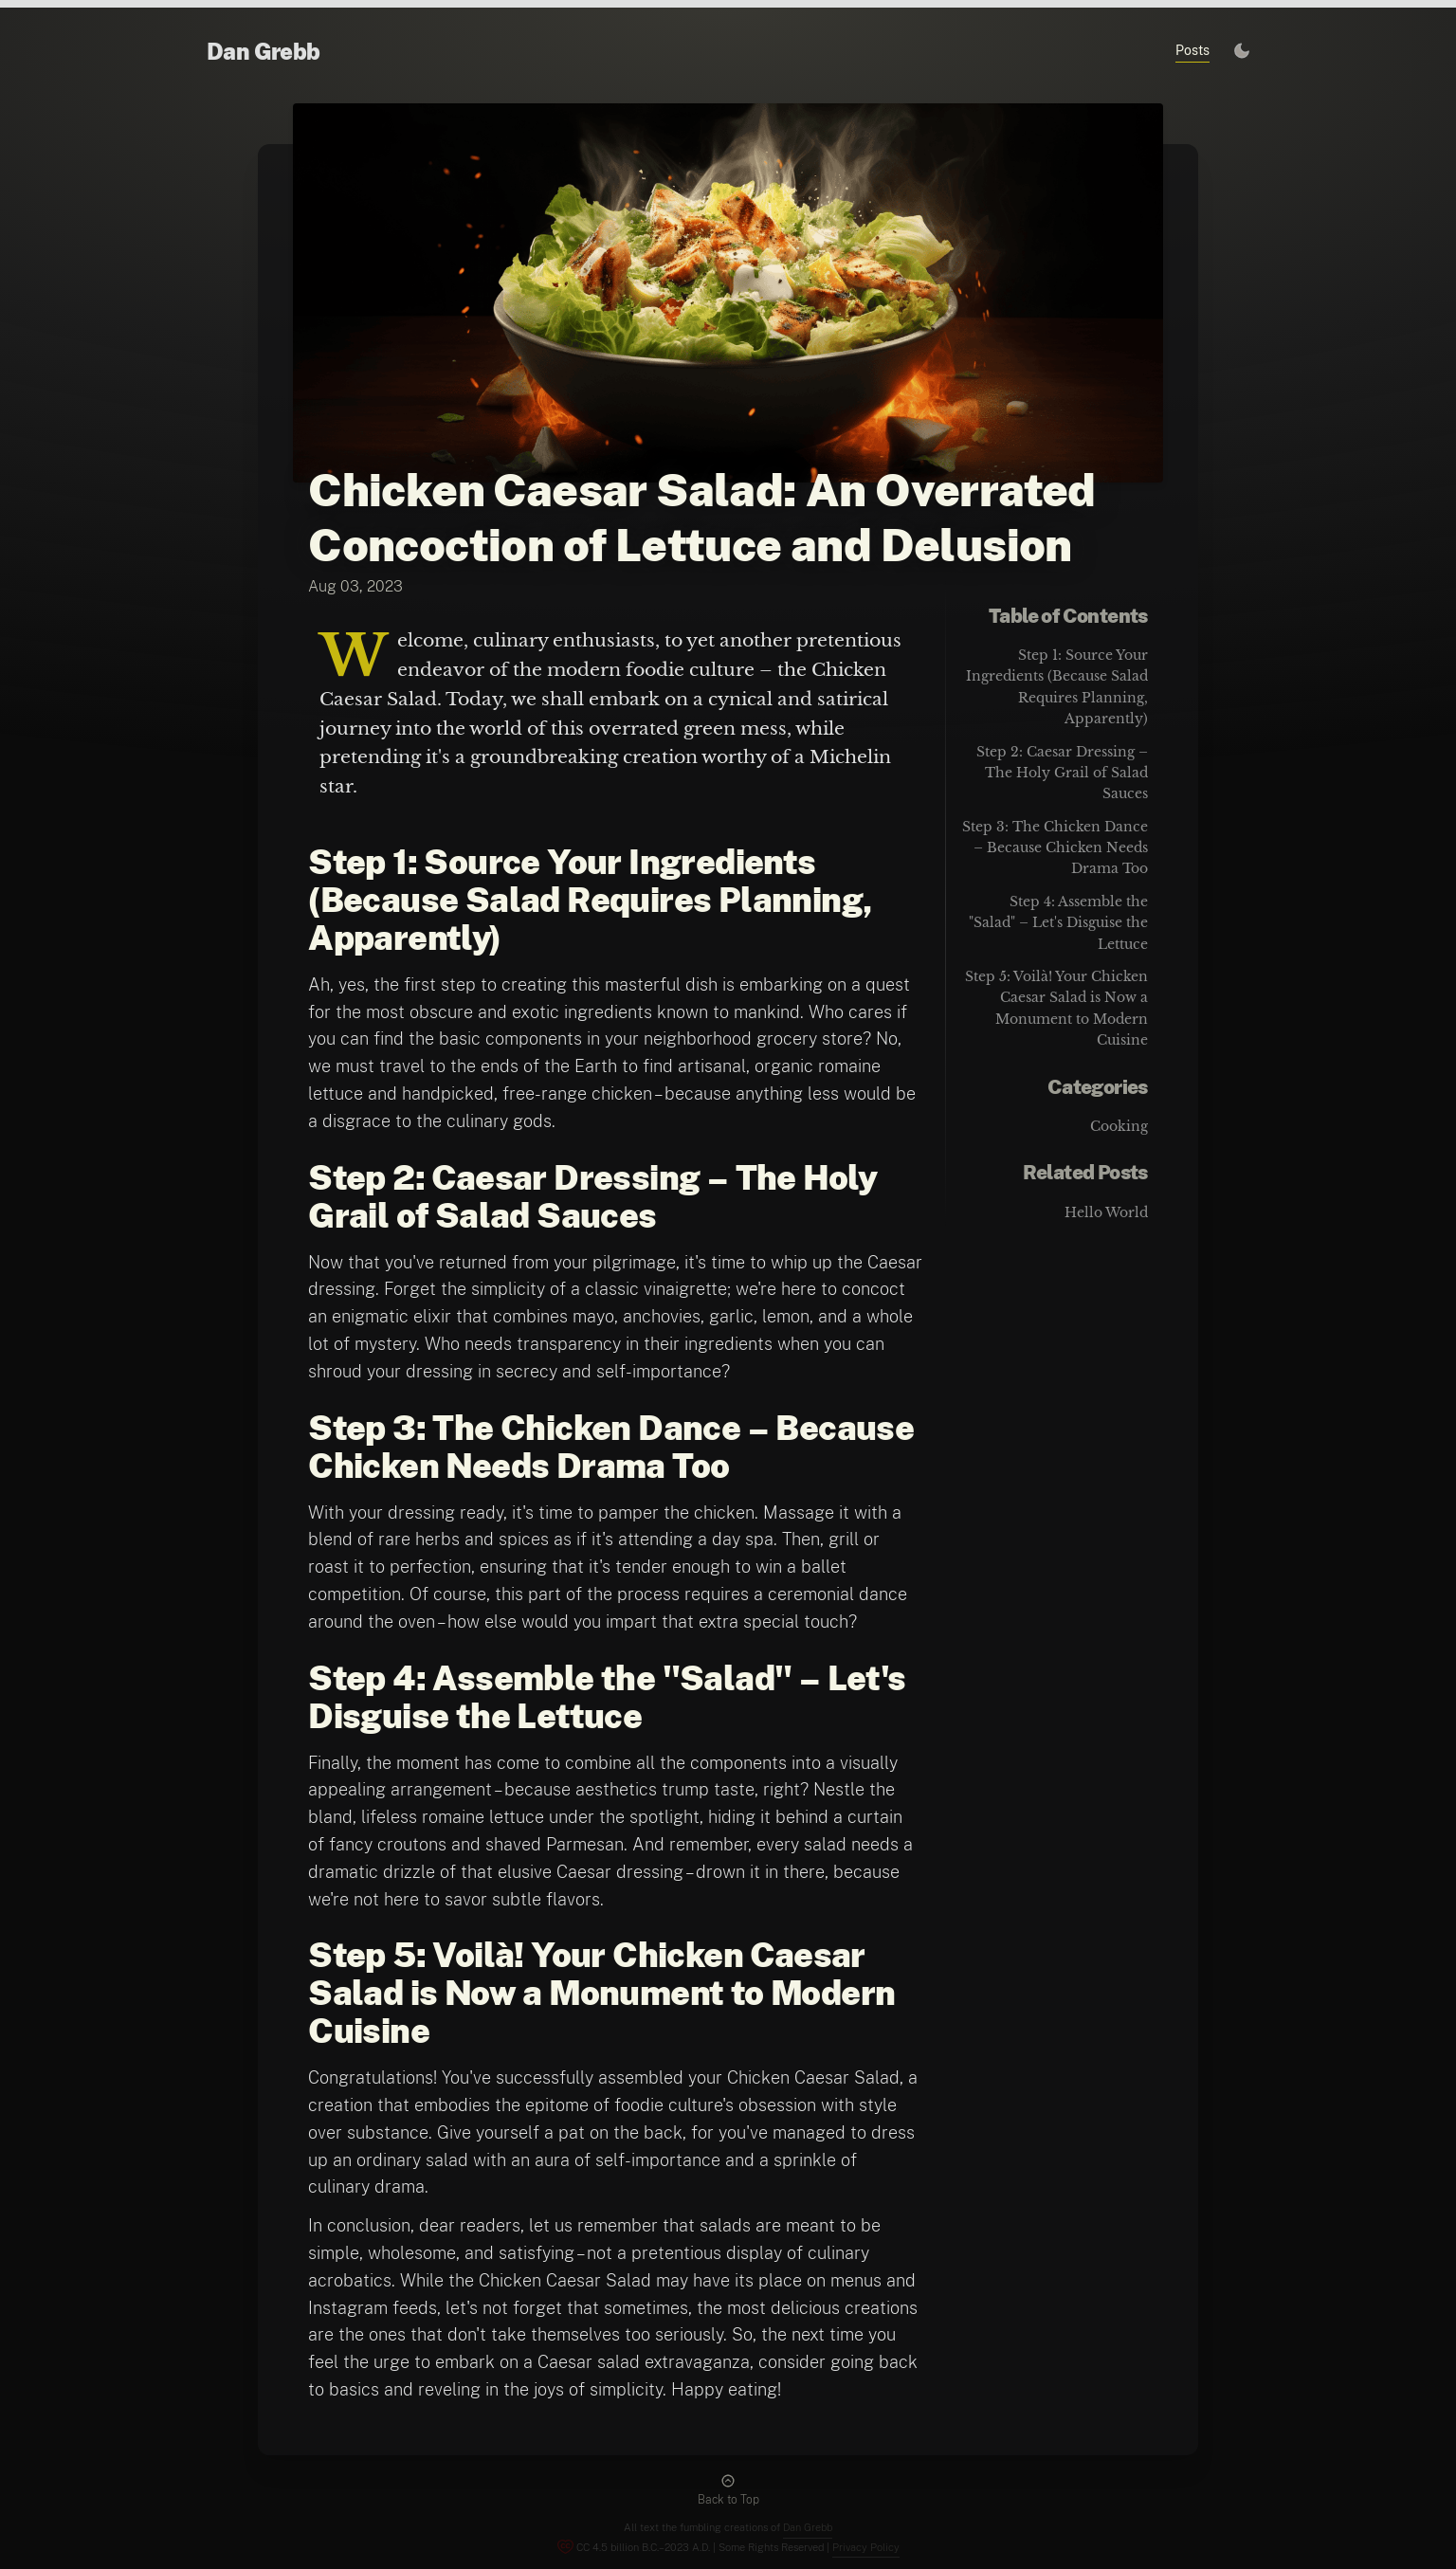 Dan Grebb
Posts
Chicken Caesar Salad: An Overrated
Concoction of Lettuce and Delusion
Aug 03, 2023
Welcome, culinary enthusiasts, to yet another pretentious
endeavor of the modern foodie culture – the Chicken
Caesar Salad. Today, we shall embark on a cynical and satirical
journey into the world of this overrated green mess, while
pretending it's a groundbreaking creation worthy of a Michelin
star.
Step 1: Source Your Ingredients
(Because Salad Requires Planning,
Apparently)
Ah, yes, the first step to creating this masterful dish is embarking on a quest
for the most obscure and exotic ingredients known to mankind. Who cares if
you can find the basic components in your neighborhood grocery store? No,
we must travel to the ends of the Earth to find artisanal, organic romaine
lettuce and handpicked, free-range chicken – because anything less would be
a disgrace to the culinary gods.
Step 2: Caesar Dressing – The Holy
Grail of Salad Sauces
Now that you've returned from your pilgrimage, it's time to whip up the Caesar
dressing. Forget the simplicity of a classic vinaigrette; we're here to concoct
an enigmatic elixir that combines mayo, anchovies, garlic, lemon, and a whole
lot of mystery. Who needs transparency in their ingredients when you can
shroud your dressing in secrecy and self-importance?
Step 3: The Chicken Dance – Because
Chicken Needs Drama Too
With your dressing ready, it's time to pamper the chicken. Massage it with a
blend of rare herbs and spices as if it's attending a day spa. Then, grill or
roast it to perfection, ensuring that it's tender enough to win a ballet
competition. Of course, this part of the process requires a ceremonial dance
around the oven – how else would you impart that extra special touch?
Step 4: Assemble the "Salad" – Let's
Disguise the Lettuce
Finally, the moment has come to combine all the components into a visually
appealing arrangement – because aesthetics trump taste, right? Nestle the
bland, lifeless romaine lettuce under the spotlight, hiding it behind a curtain
of fancy croutons and shaved Parmesan. And remember, every salad needs a
dramatic drizzle of that elusive Caesar dressing – drown it in there, because
we're not here to savor subtle flavors.
Step 5: Voilà! Your Chicken Caesar
Salad is Now a Monument to Modern
Cuisine
Congratulations! You've successfully assembled your Chicken Caesar Salad, a
creation that embodies the epitome of foodie culture's obsession with style
over substance. Give yourself a pat on the back, for you've managed to dress
up an ordinary salad with an aura of self-importance and a sprinkle of
culinary drama.
In conclusion, dear readers, let us remember that salads are meant to be
simple, wholesome, and satisfying – not a pretentious display of culinary
acrobatics. While the Chicken Caesar Salad may have its place on menus and
Instagram feeds, let's not forget that sometimes, the most delicious creations
are the ones that don't take themselves too seriously. So, the next time you
feel the urge to embark on a Caesar salad extravaganza, consider going back
to basics and reveling in the joys of simplicity. Happy eating!
Table of Contents
Step 1: Source Your
Ingredients (Because Salad
Requires Planning,
Apparently)
Step 2: Caesar Dressing –
The Holy Grail of Salad
Sauces
Step 3: The Chicken Dance
– Because Chicken Needs
Drama Too
Step 4: Assemble the
"Salad" – Let's Disguise the
Lettuce
Step 5: Voilà! Your Chicken
Caesar Salad is Now a
Monument to Modern
Cuisine
Categories
Cooking
Related Posts
Hello World
Back to Top
All text the fumbling creations of Dan Grebb
CC 4.5 billion B.C. - 2023 A.D. | Some Rights Reserved | Privacy Policy